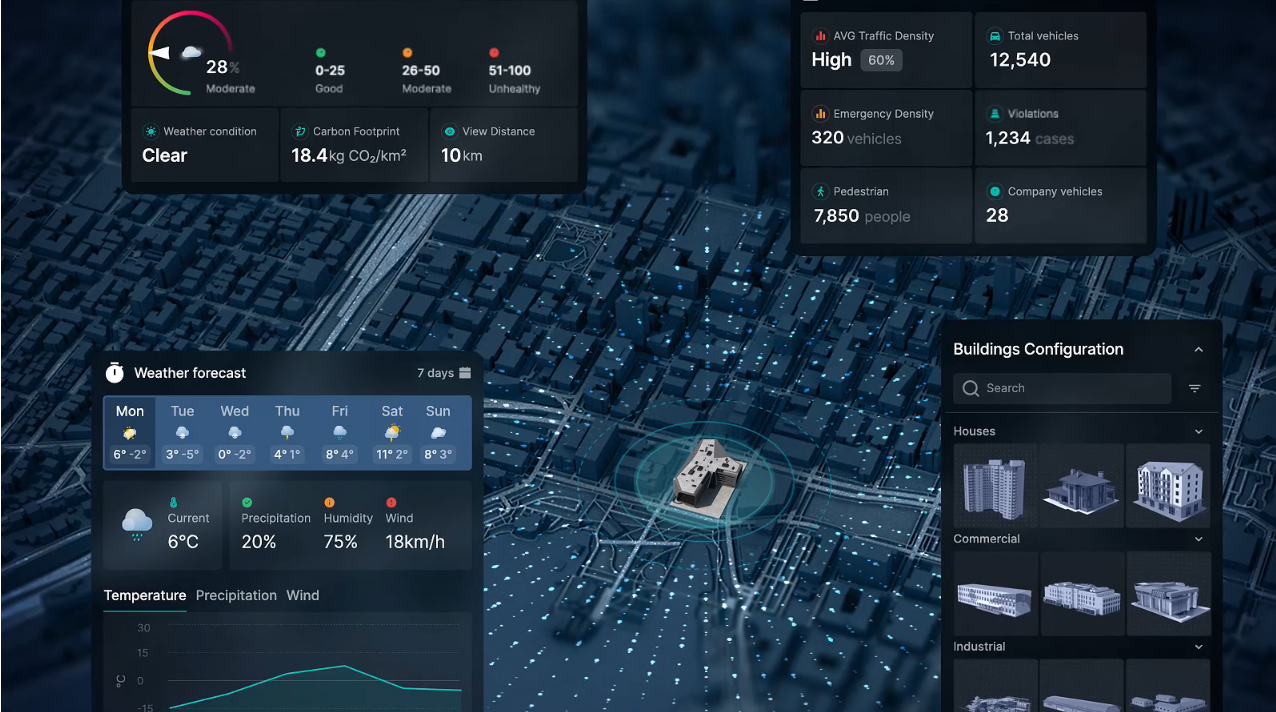 28%
Moderate
0-25
Good
26-50
Moderate
51-100
Unhealthy
Weather condition
Clear
Carbon Footprint
18.4 kg CO₂/km²
View Distance
10 km
AVG Traffic Density
High 60%
Total vehicles
12,540
Emergency Density
320 vehicles
Violations
1,234 cases
Pedestrian
7,850 people
Company vehicles
28
Weather forecast
7 days
Mon Tue Wed Thu Fri Sat Sun
6° -2° 3° -5° 0° -2° 4° 1° 8° 4° 11° 2° 8° 3°
Current
6°C
Precipitation
20%
Humidity
75%
Wind
18km/h
Temperature Precipitation Wind
30
15
0
-15
°C
Buildings Configuration
Search
Houses
Commercial
Industrial